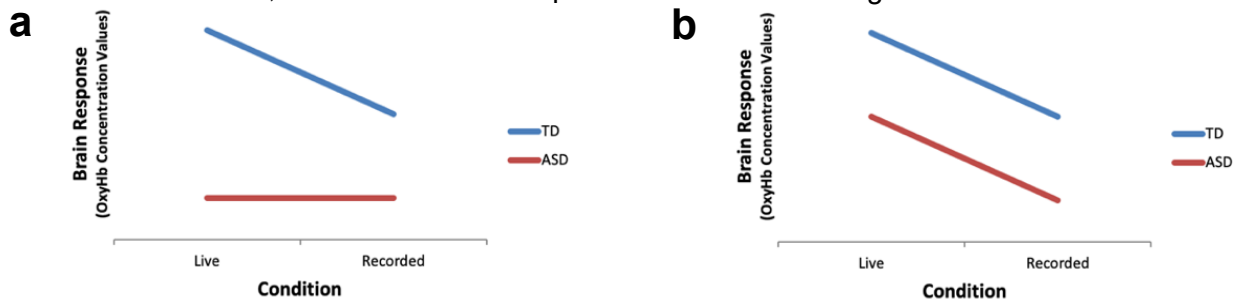 a
Brain Response
(OxyHb Concentration Values)
TD
ASD
Live
Recorded
Condition
b
Brain Response
(OxyHb Concentration Values)
TD
ASD
Live
Recorded
Condition